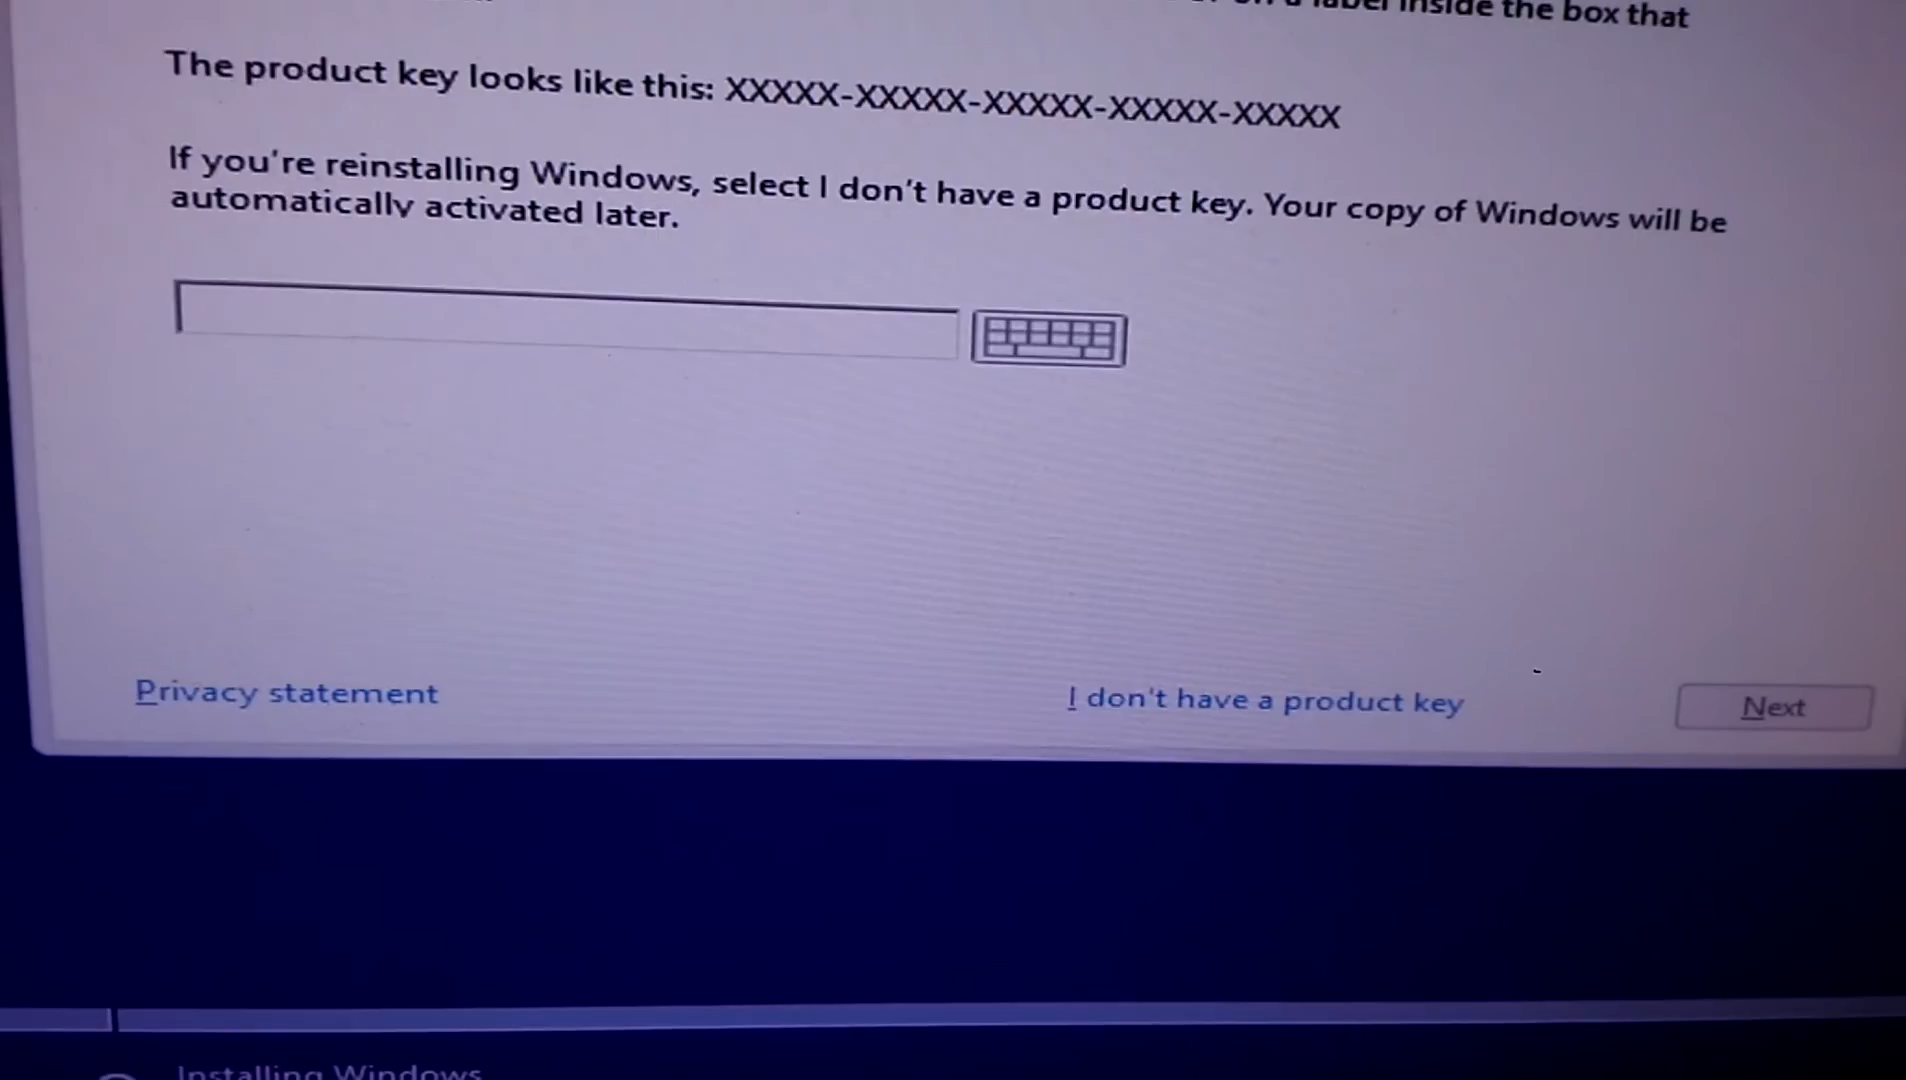 label inside the box that
The product key looks like this: XXXXX-XXXXX-XXXXX-XXXXX-XXXXX
If you're reinstalling Windows, select I don't have a product key. Your copy of Windows will be
automatically activated later.
Privacy statement
I don't have a product key
Next
Installing Windows